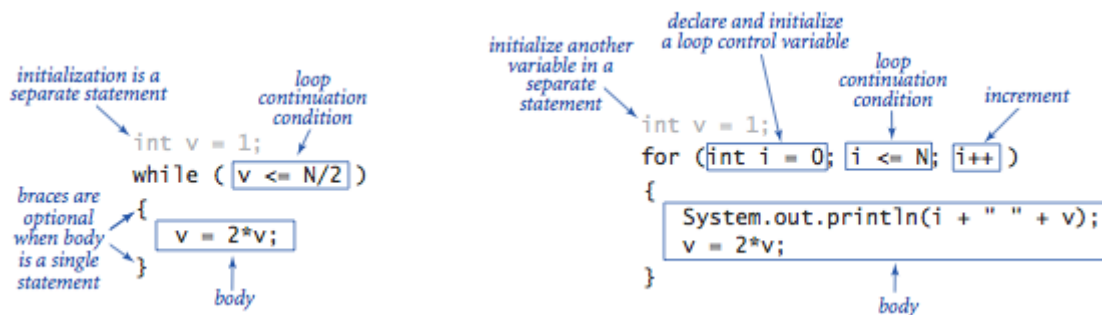 initialization is a
separate statement
loop
continuation
condition
int v = 1;
while ( v <= N/2 )
{
v = 2*v;
}
braces are
optional
when body
is a single
statement
body
initialize another
variable in a
separate
statement
declare and initialize
a loop control variable
loop
continuation
condition
increment
int v = 1;
for (int i = 0; i <= N; i++ )
{
System.out.println(i + " " + v);
v = 2*v;
}
body